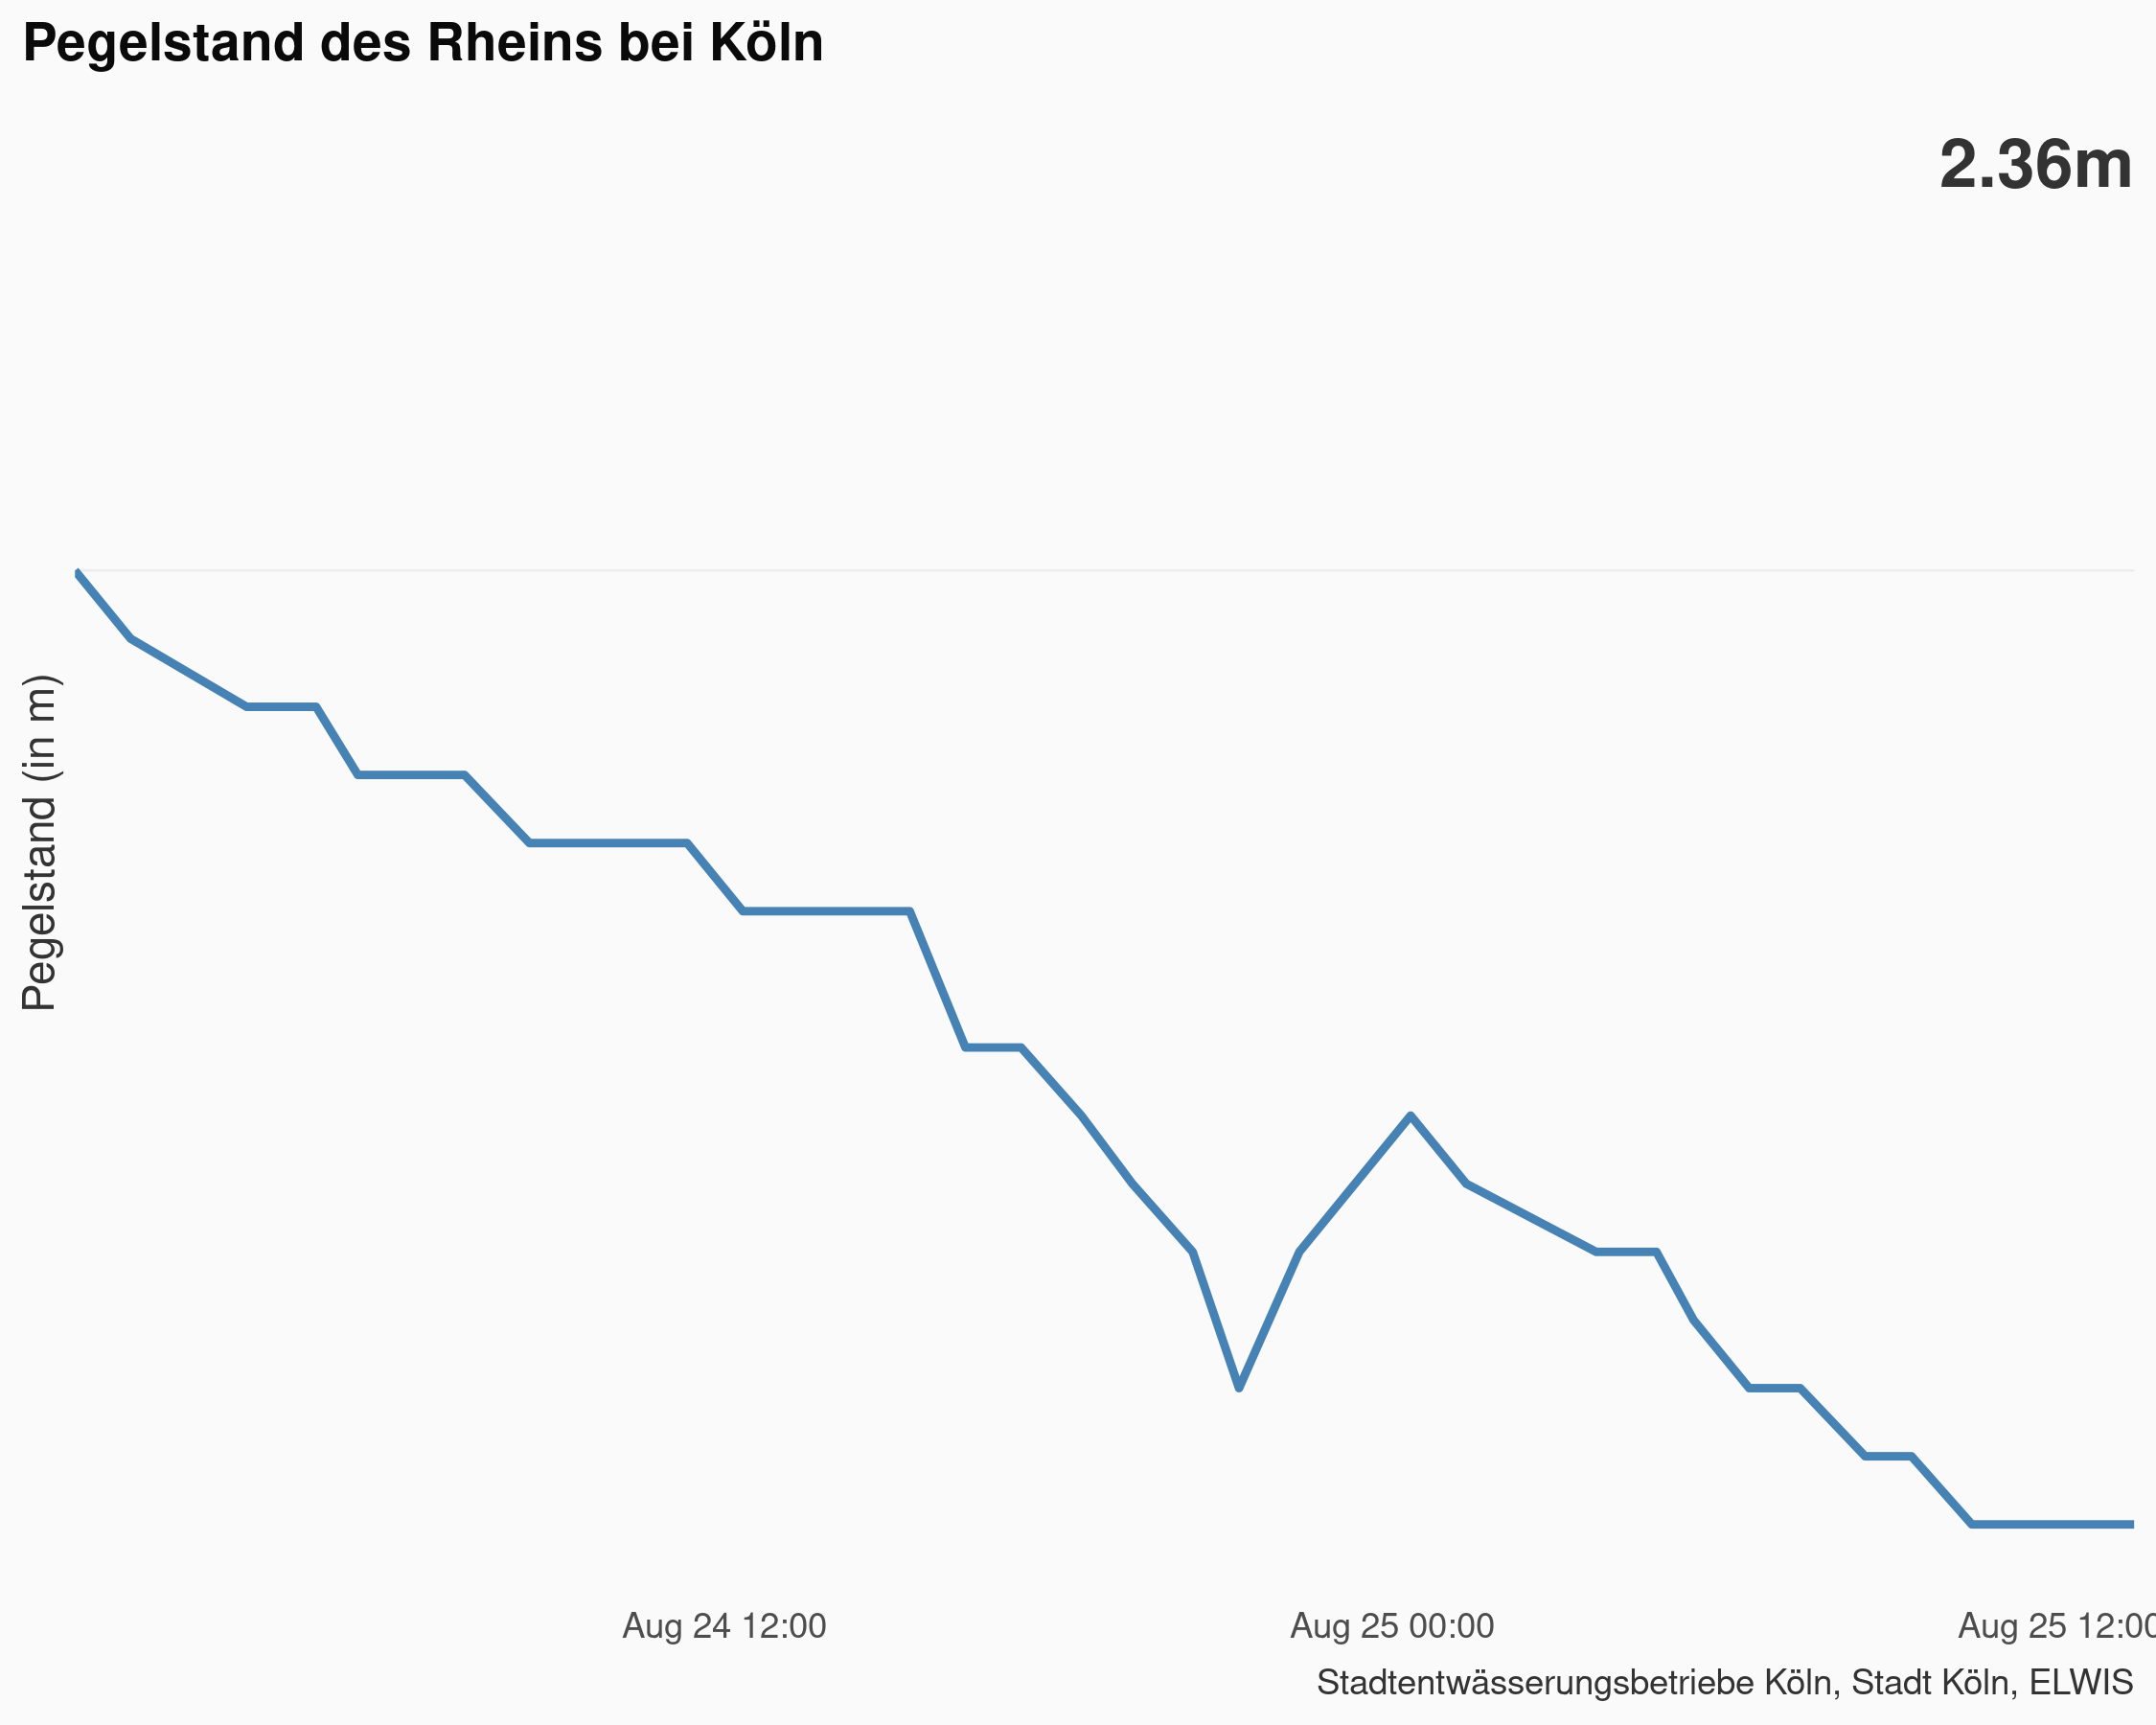 Pegelstand des Rheins bei Köln
2.36m
Pegelstand (in m)
Aug 24 12:00
Aug 25 00:00
Aug 25 12:00
Stadtentwässerungsbetriebe Köln, Stadt Köln, ELWIS